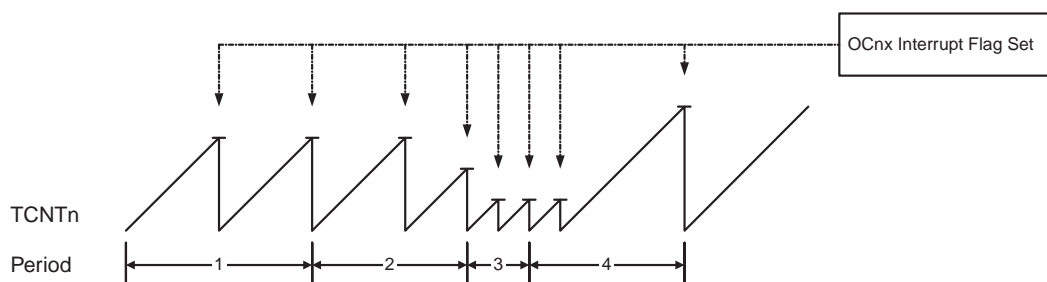 OCnx Interrupt Flag Set
TCNTn
Period
1
2
3
4